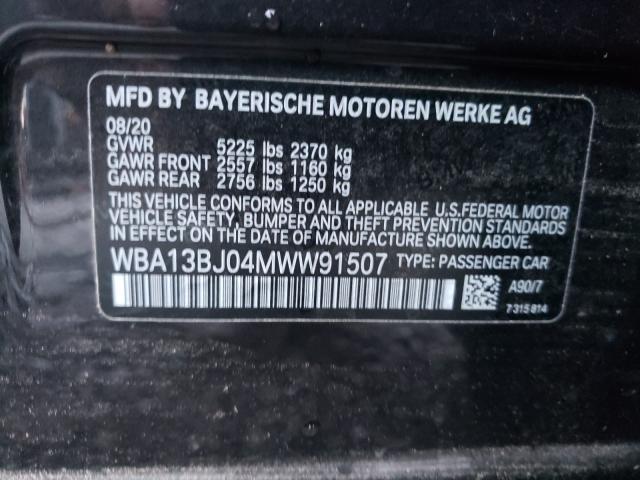 MFD BY BAYERISCHE MOTOREN WERKE AG
08/20
GVWR 5225 lbs 2370 kg
GAWR FRONT 2557 lbs 1160 kg
GAWR REAR 2756 lbs 1250 kg
THIS VEHICLE CONFORMS TO ALL APPLICABLE U.S.FEDERAL MOTOR
VEHICLE SAFETY, BUMPER AND THEFT PREVENTION STANDARDS
IN EFFECT ON THE DATE OF MANUFACTURE SHOWN ABOVE.
WBA13BJ04MWW91507 TYPE: PASSENGER CAR
A90/7
7315814